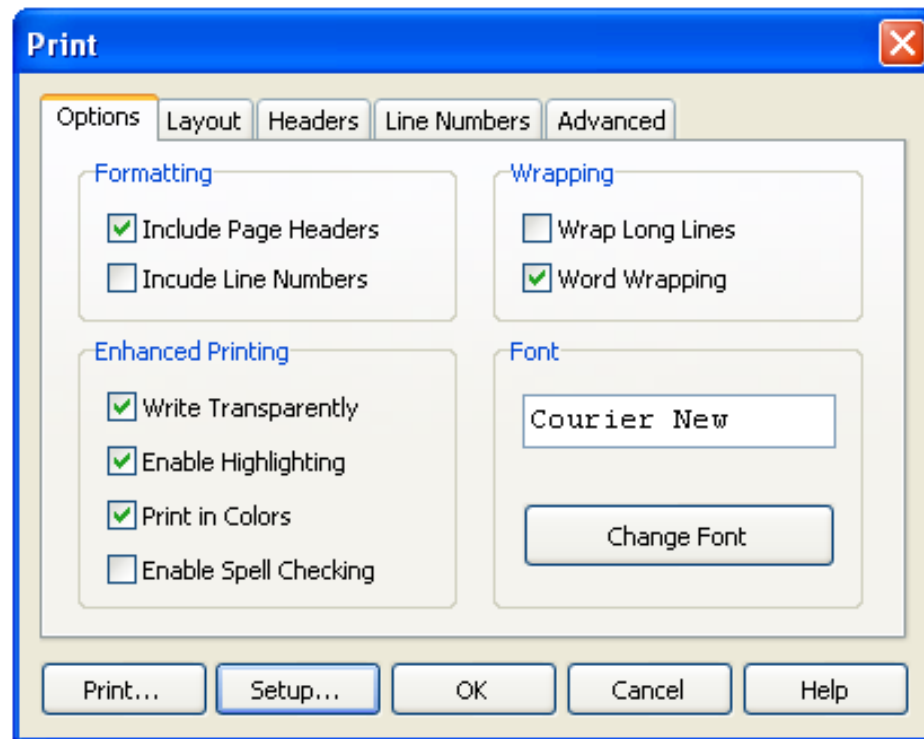 Print
Options Layout Headers Line Numbers Advanced
Formatting
Include Page Headers
Incude Line Numbers
Wrapping
Wrap Long Lines
Word Wrapping
Enhanced Printing
Write Transparently
Enable Highlighting
Print in Colors
Enable Spell Checking
Font
Courier New
Change Font
Print... Setup... OK Cancel Help